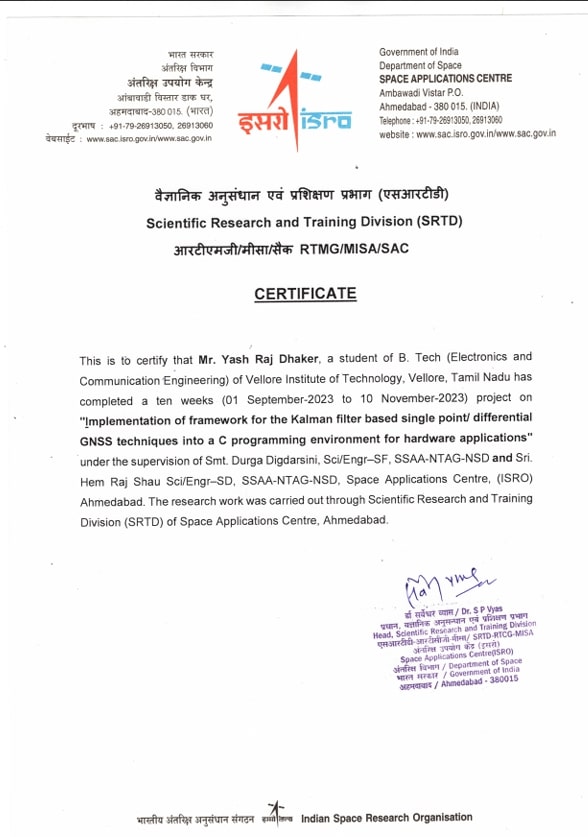 भारत सरकार
अंतरिक्ष विभाग
अंतरिक्ष उपयोग केन्द्र
आंबावाडी विस्तार डाक घर,
अहमदाबाद-380 015. (भारत)
दूरभाष : +91-79-26913050, 26913060
वेबसाईट : www.sac.isro.gov.in/www.sac.gov.in
इसरो isro
Government of India
Department of Space
SPACE APPLICATIONS CENTRE
Ambawadi Vistar P.O.
Ahmedabad - 380 015. (INDIA)
Telephone : +91-79-26913050, 26913060
website : www.sac.isro.gov.in/www.sac.gov.in
वैज्ञानिक अनुसंधान एवं प्रशिक्षण प्रभाग (एसआरटीडी)
Scientific Research and Training Division (SRTD)
आरटीएमजी/मीसा/सैक RTMG/MISA/SAC
CERTIFICATE
This is to certify that Mr. Yash Raj Dhaker, a student of B. Tech (Electronics and
Communication Engineering) of Vellore Institute of Technology, Vellore, Tamil Nadu has
completed a ten weeks (01 September-2023 to 10 November-2023) project on
"Implementation of framework for the Kalman filter based single point/ differential
GNSS techniques into a C programming environment for hardware applications"
under the supervision of Smt. Durga Digdarsini, Sci/Engr–SF, SSAA-NTAG-NSD and Sri.
Hem Raj Shau Sci/Engr–SD, SSAA-NTAG-NSD, Space Applications Centre, (ISRO)
Ahmedabad. The research work was carried out through Scientific Research and Training
Division (SRTD) of Space Applications Centre, Ahmedabad.
डॉ सर्वेश्वर व्यास / Dr. S P Vyas
प्रधान, वैज्ञानिक अनुसन्धान एवं प्रशिक्षण प्रभाग
Head, Scientific Research and Training Division
एसआरटीडी-आरटीसीजी-मीसा/ SRTD-RTCG-MISA
अंतरिक्ष उपयोग केंद्र (इसरो)
Space Applications Centre(ISRO)
अंतरिक्ष विभाग / Department of Space
भारत सरकार / Government of India
अहमदाबाद / Ahmedabad - 380015
भारतीय अंतरिक्ष अनुसंधान संगठन इसरो isro Indian Space Research Organisation